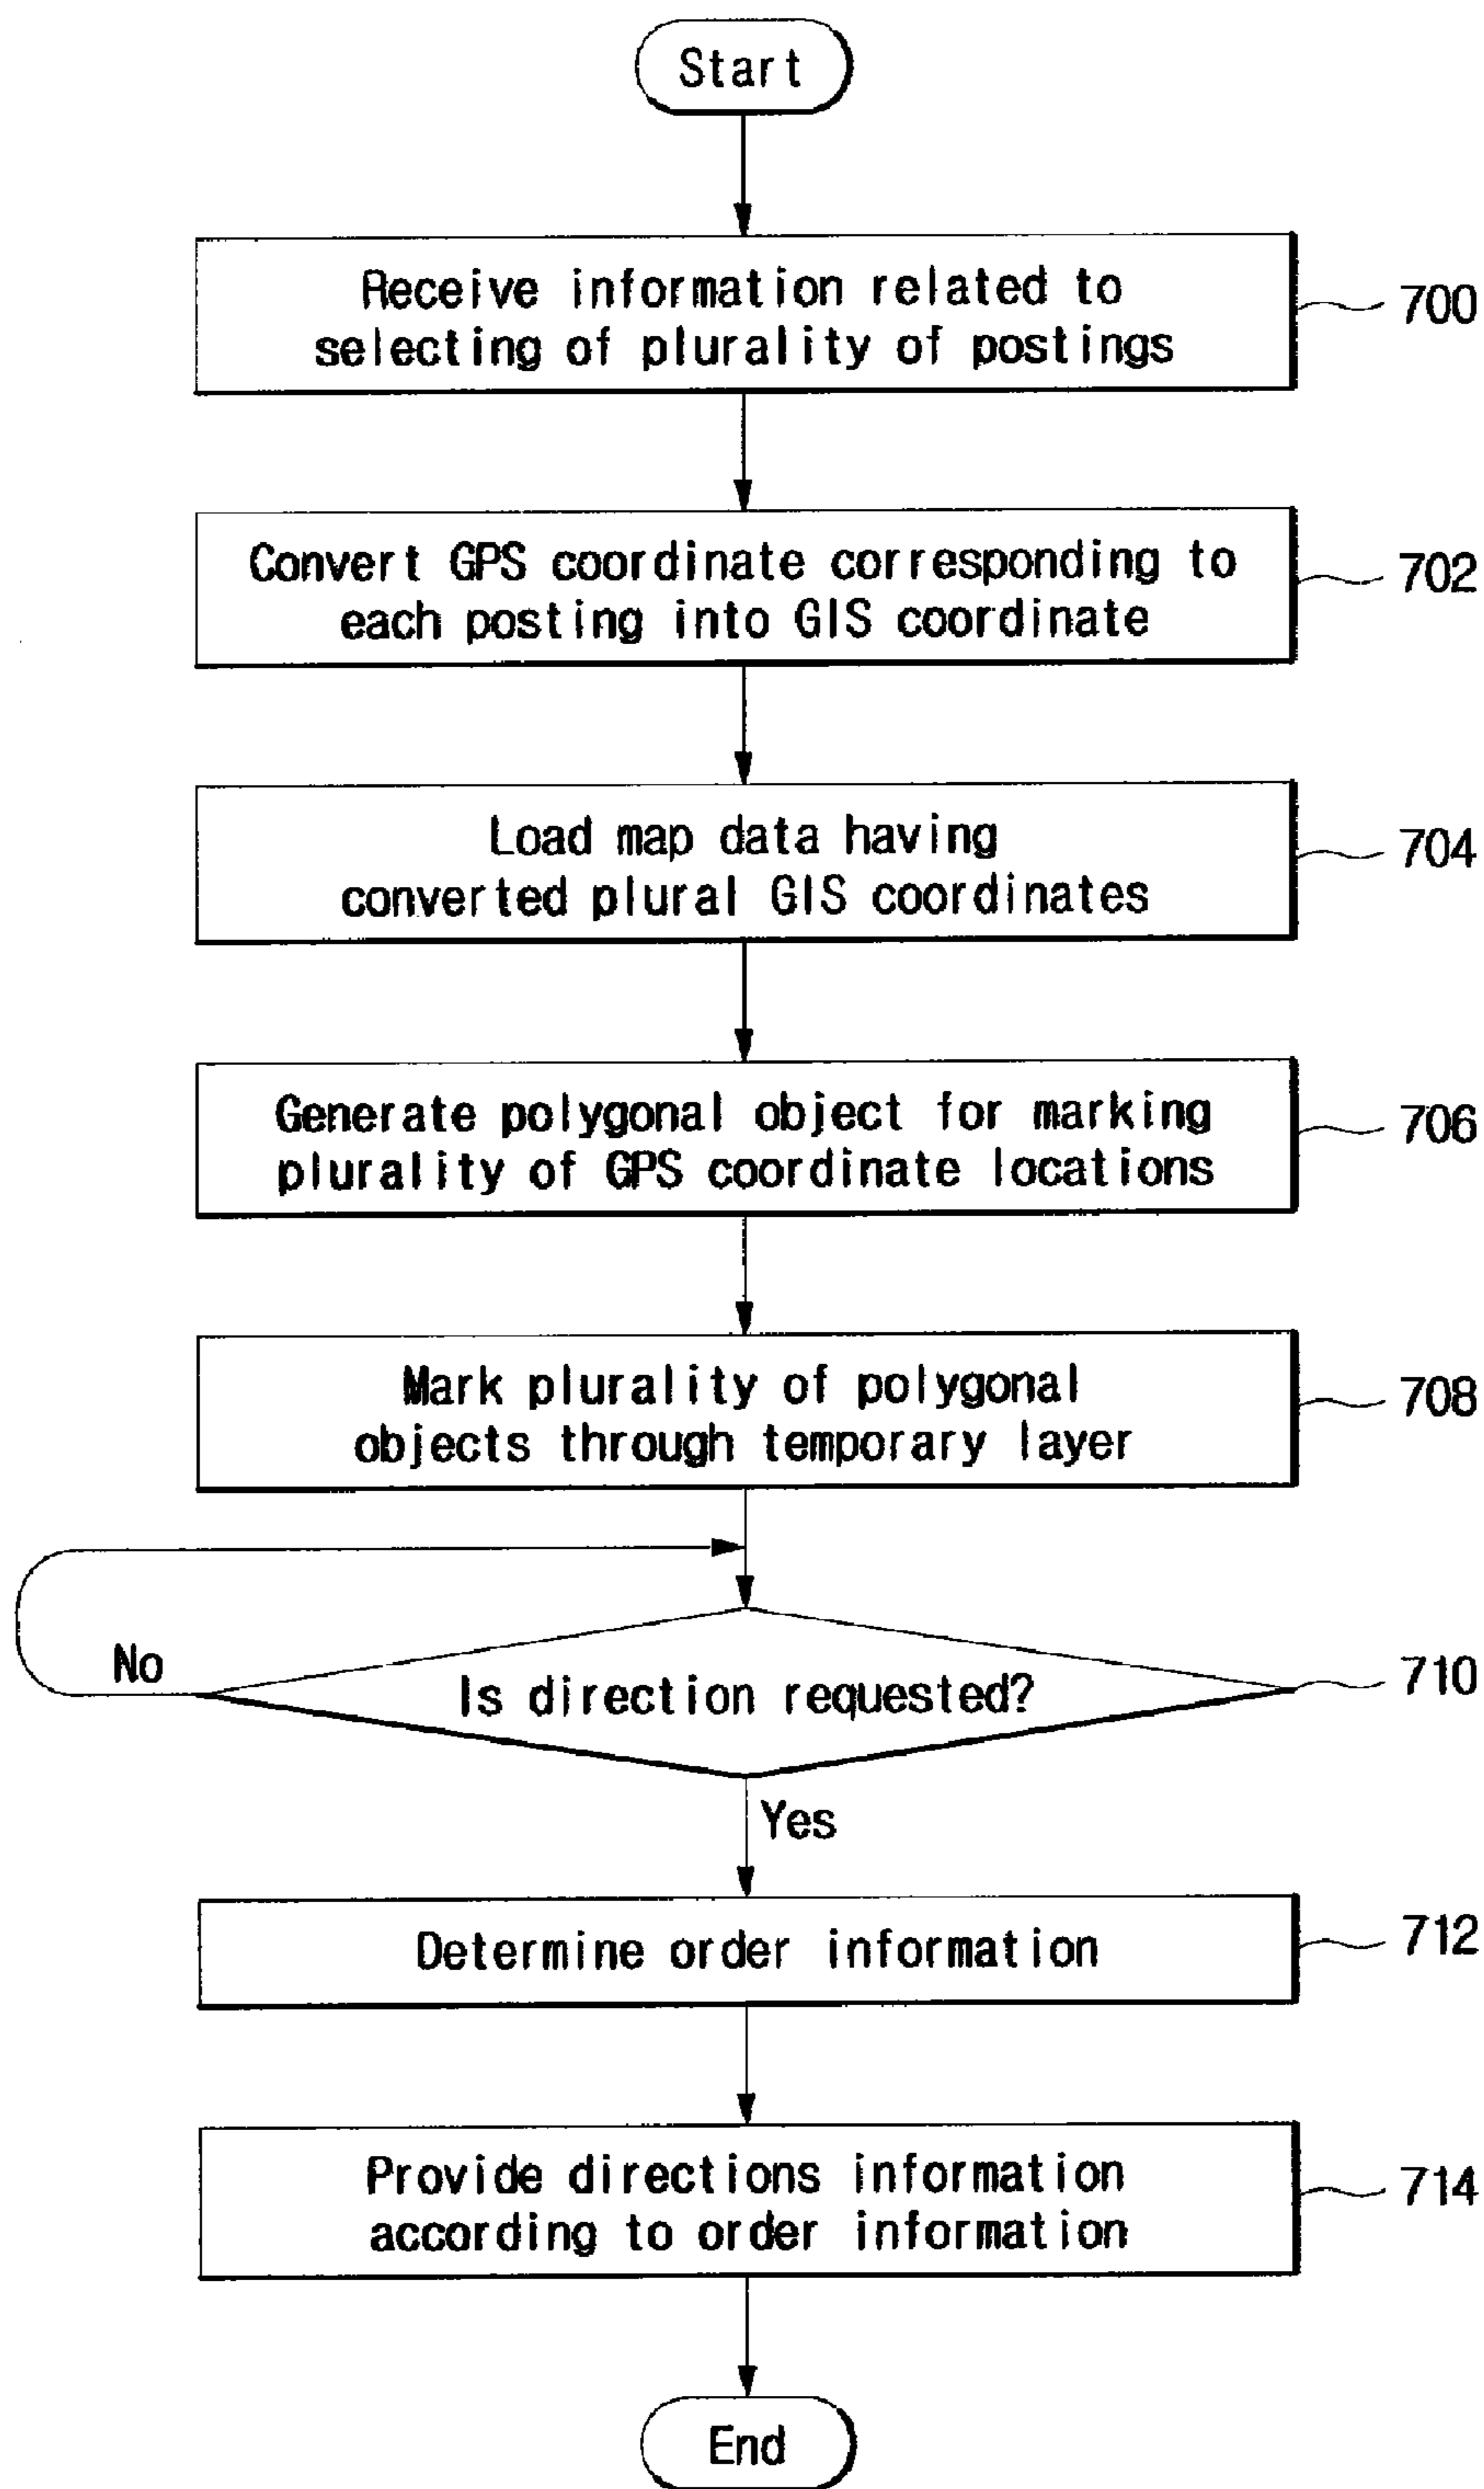 Start
Receive information related to
selecting of plurality of postings
700
Convert GPS coordinate corresponding to
each posting into GIS coordinate
702
Load map data having
converted plural GIS coordinates
704
Generate polygonal object for marking
plurality of GPS coordinate locations
706
Mark plurality of polygonal
objects through temporary layer
708
No
Is direction requested?
710
Yes
Determine order information
712
Provide directions information
according to order information
714
End